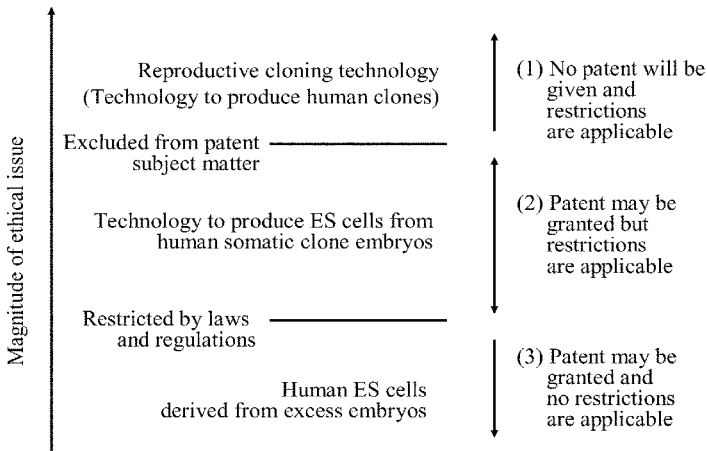 Magnitude of ethical issue
Reproductive cloning technology
(Technology to produce human clones)
(1) No patent will be
given and
restrictions
are applicable
Excluded from patent
subject matter
Technology to produce ES cells from
human somatic clone embryos
(2) Patent may be
granted but
restrictions
are applicable
Restricted by laws
and regulations
Human ES cells
derived from excess embryos
(3) Patent may be
granted and
no restrictions
are applicable